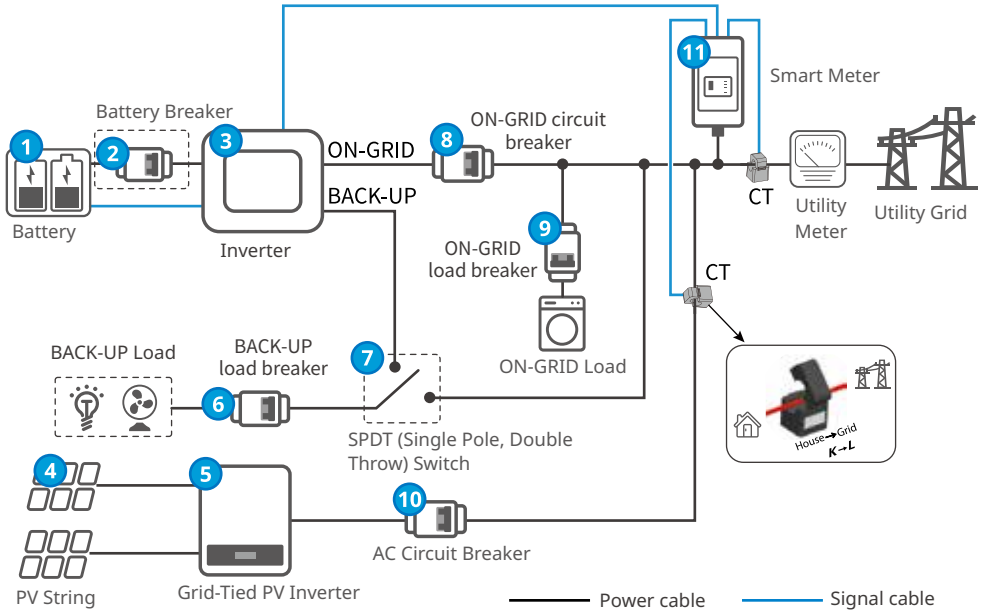 11
Smart Meter
Battery Breaker
ON-GRID circuit
breaker
1
2
3
ON-GRID
8
BACK-UP
CT
Utility
Meter
Utility Grid
Battery
Inverter
9
ON-GRID
load breaker
CT
ON-GRID Load
BACK-UP Load
BACK-UP
load breaker
7
6
SPDT (Single Pole, Double
Throw) Switch
House→Grid
K→L
4
5
10
AC Circuit Breaker
PV String
Grid-Tied PV Inverter
Power cable
Signal cable